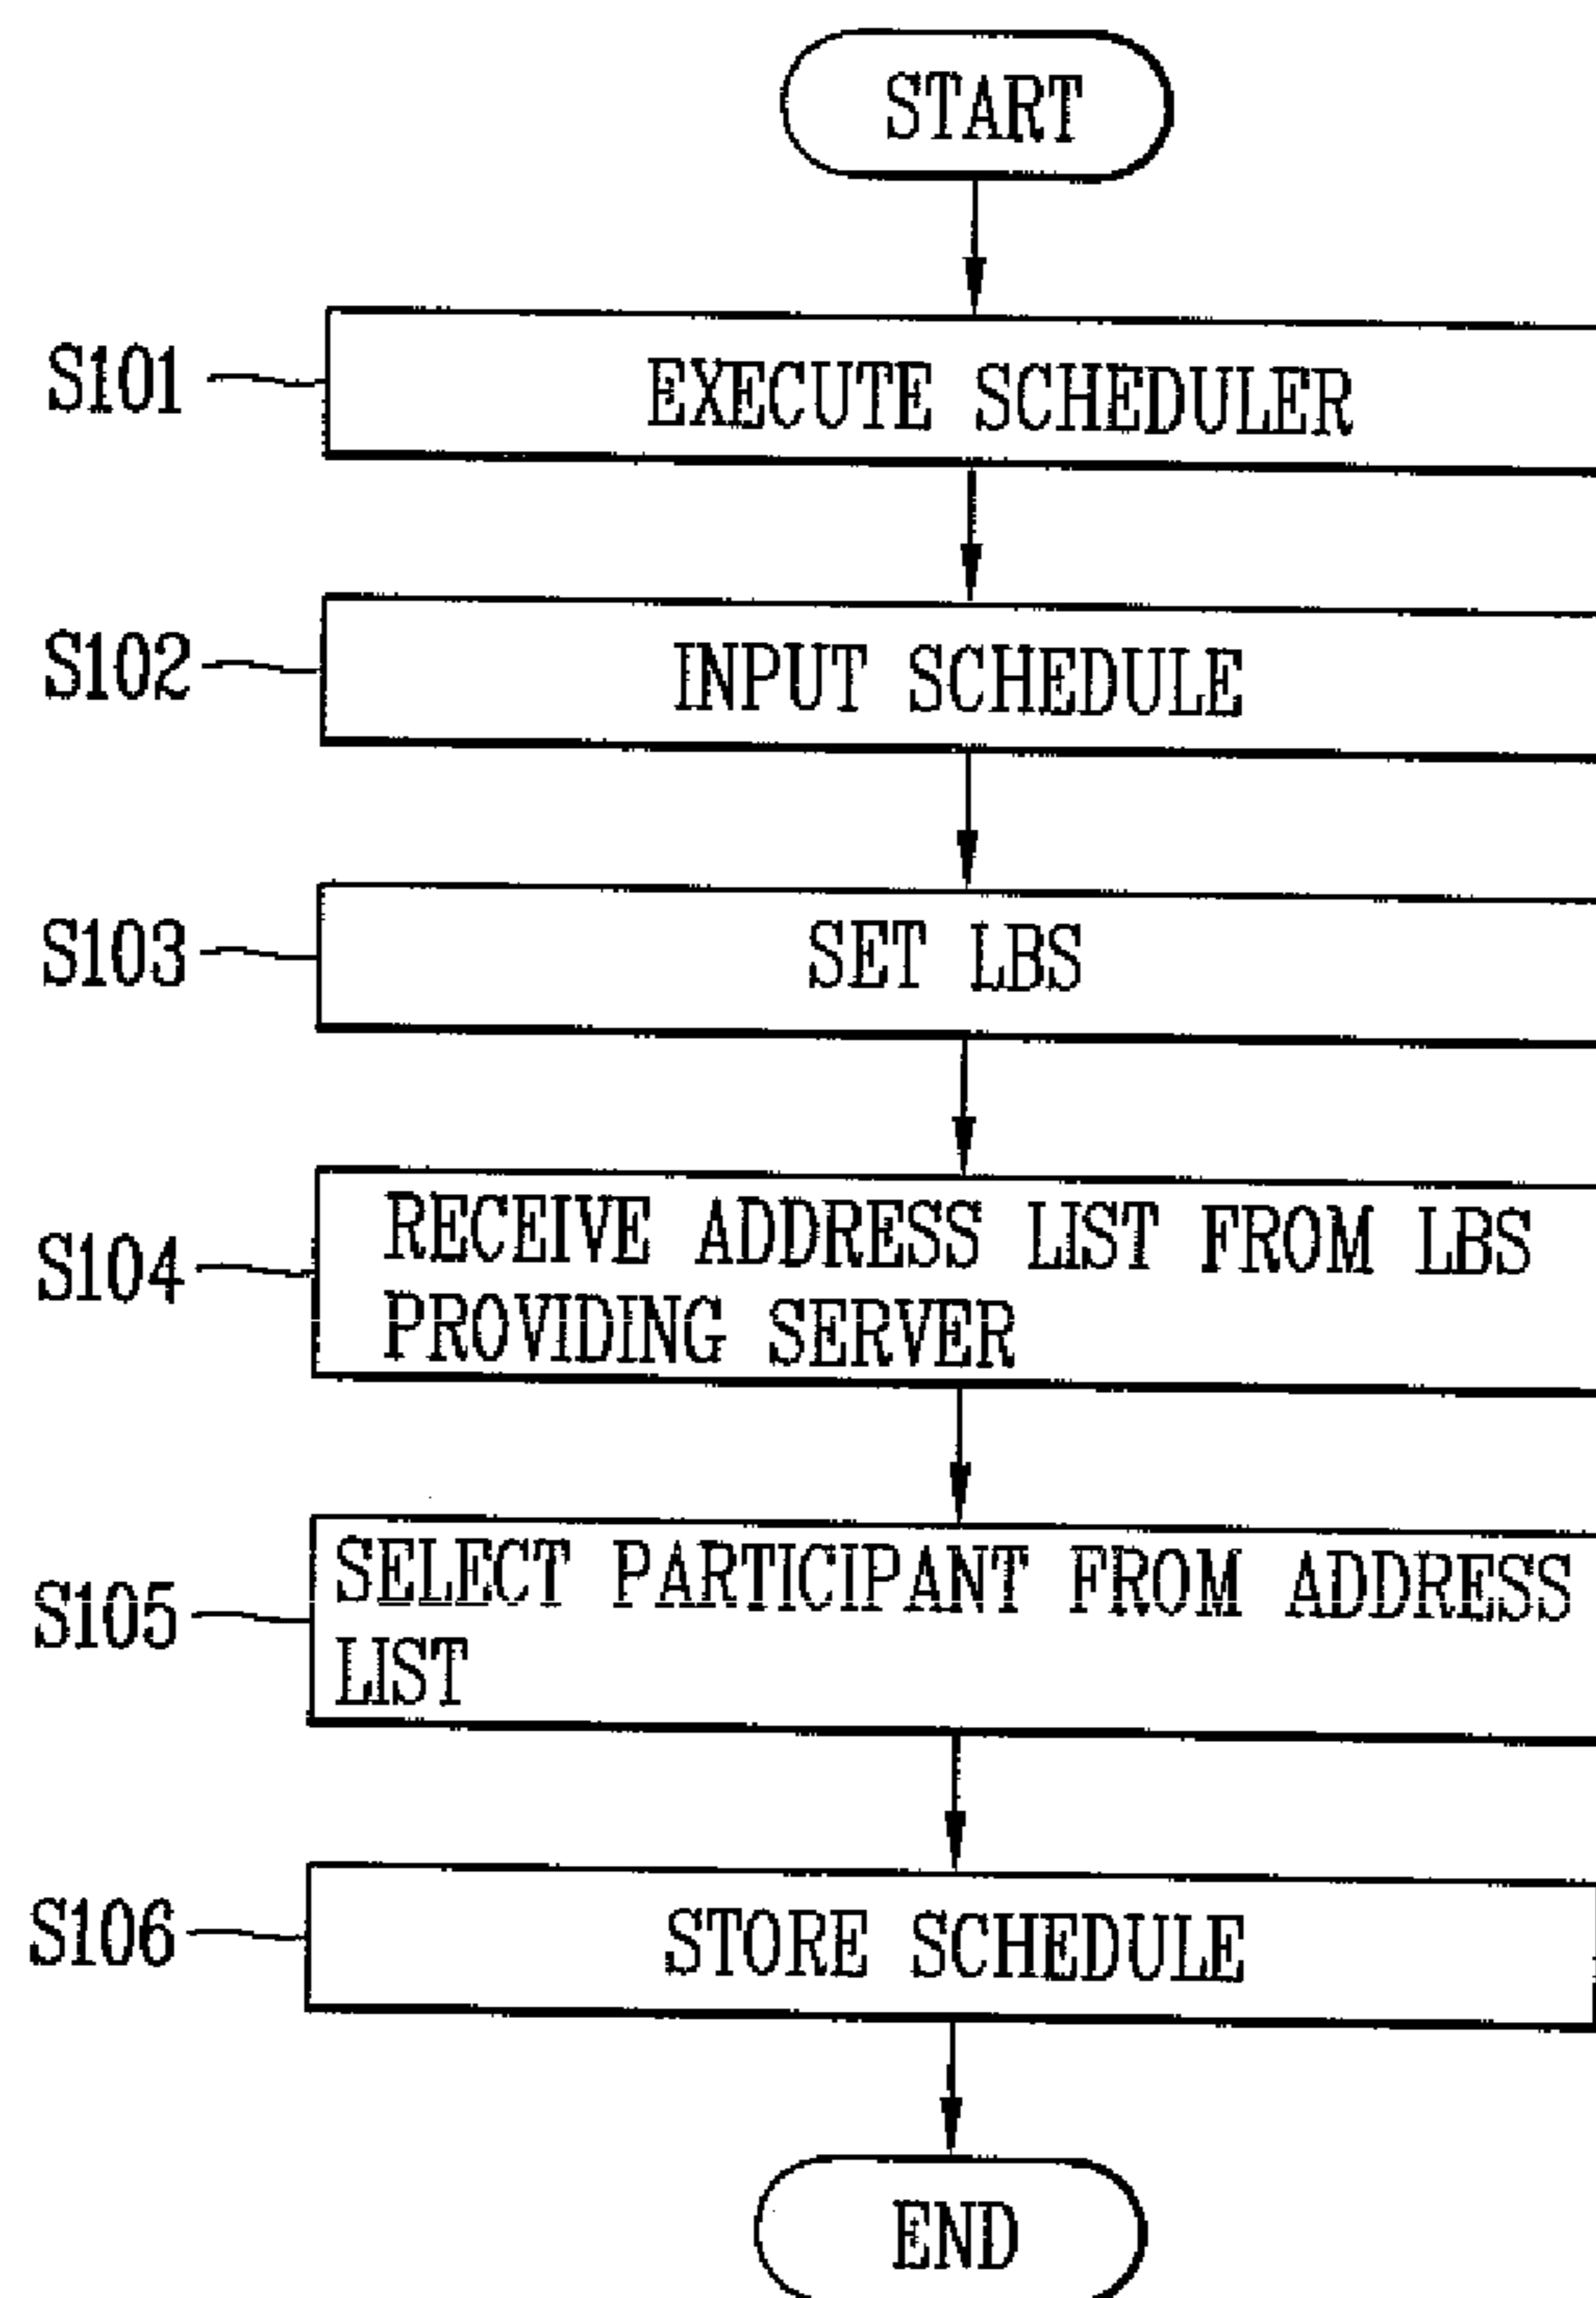 START
S101 EXECUTE SCHEDULER
S102 INPUT SCHEDULE
S103 SET LBS
S104 RECEIVE ADDRESS LIST FROM LBS
PROVIDING SERVER
S105 SELECT PARTICIPANT FROM ADDRESS
LIST
S106 STORE SCHEDULE
END